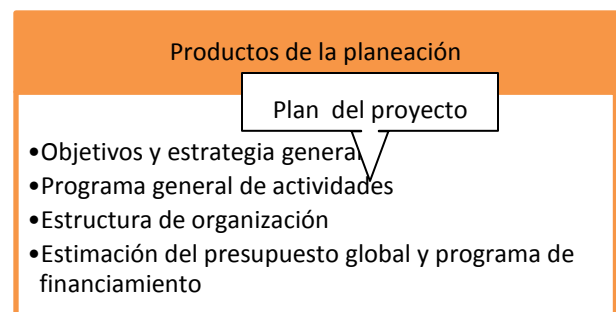 Productos de la planeación
Plan del proyecto
•Objetivos y estrategia general
•Programa general de actividades
•Estructura de organización
•Estimación del presupuesto global y programa de
financiamiento